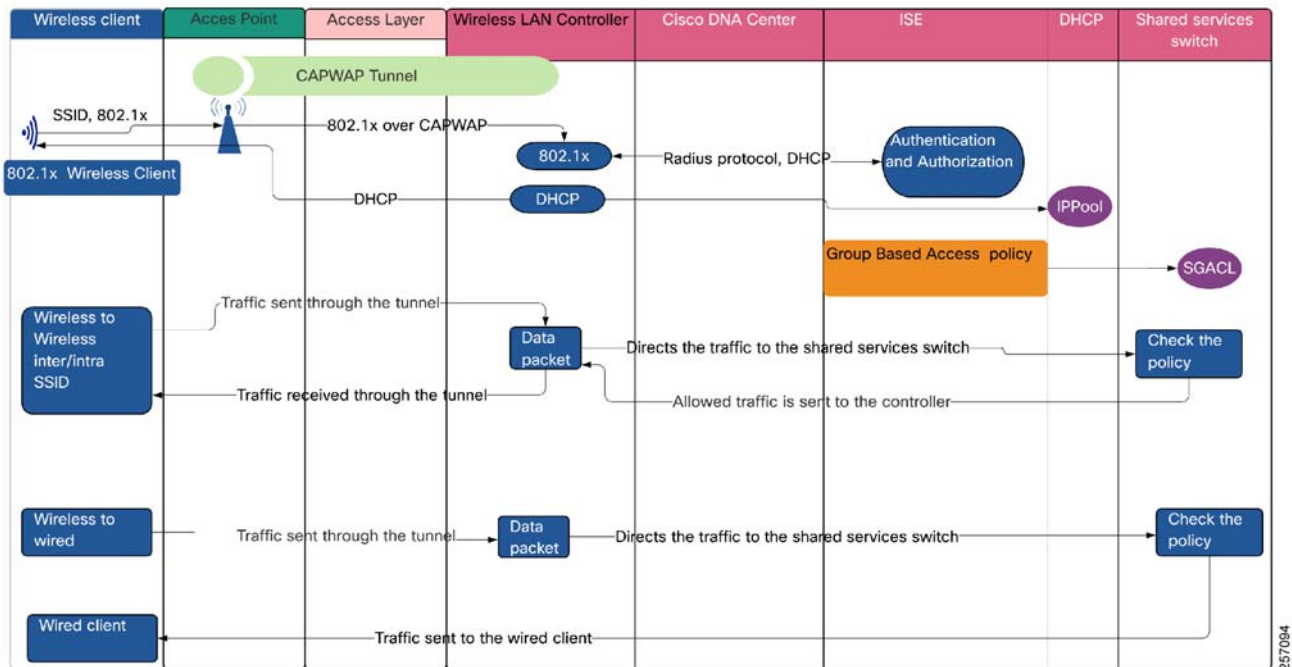 Wireless client
Acces Point
Access Layer
Wireless LAN Controller
Cisco DNA Center
ISE
DHCP
Shared services
switch
CAPWAP Tunnel
SSID, 802.1x
802.1x over CAPWAP
802.1x
Radius protocol, DHCP
Authentication
and Authorization
802.1x Wireless Client
DHCP
DHCP
IPPool
Group Based Access policy
SGACL
Traffic sent through the tunnel
Wireless to
Wireless
inter/intra
SSID
Data
packet
Directs the traffic to the shared services switch
Check the
policy
Traffic received through the tunnel
Allowed traffic is sent to the controller
Wireless to
wired
Traffic sent through the tunnel
Data
packet
Directs the traffic to the shared services switch
Check the
policy
Wired client
Traffic sent to the wired client
257094